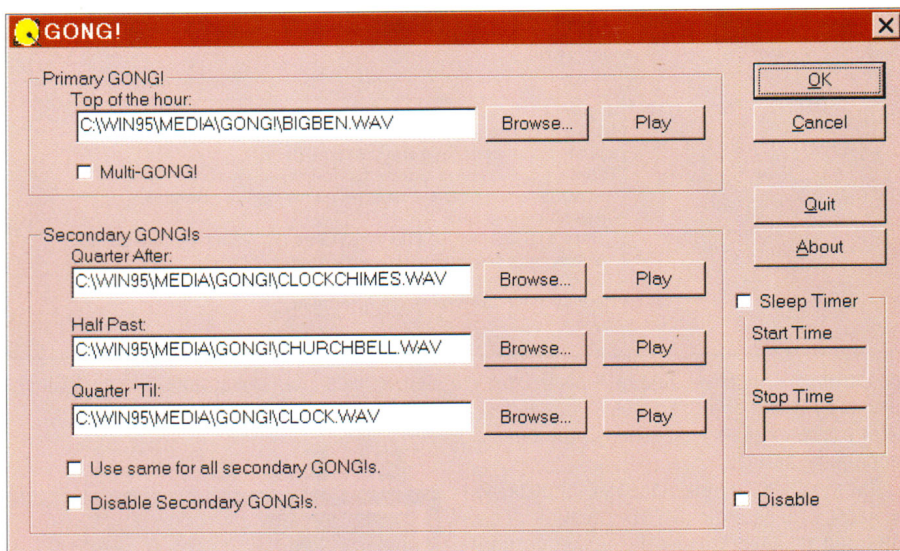 GONG!
Primary GONG!
Top of the hour:
C:\WIN95\MEDIA\GONG!\BIGBEN.WAV
Browse...
Play
Multi-GONG!
Secondary GONG!s
Quarter After:
C:\WIN95\MEDIA\GONG!\CLOCKCHIMES.WAV
Browse...
Play
Half Past:
C:\WIN95\MEDIA\GONG!\CHURCHBELL.WAV
Browse...
Play
Quarter 'Til:
C:\WIN95\MEDIA\GONG!\CLOCK.WAV
Browse...
Play
Use same for all secondary GONG!s.
Disable Secondary GONG!s.
OK
Cancel
Quit
About
Sleep Timer
Start Time
Stop Time
Disable